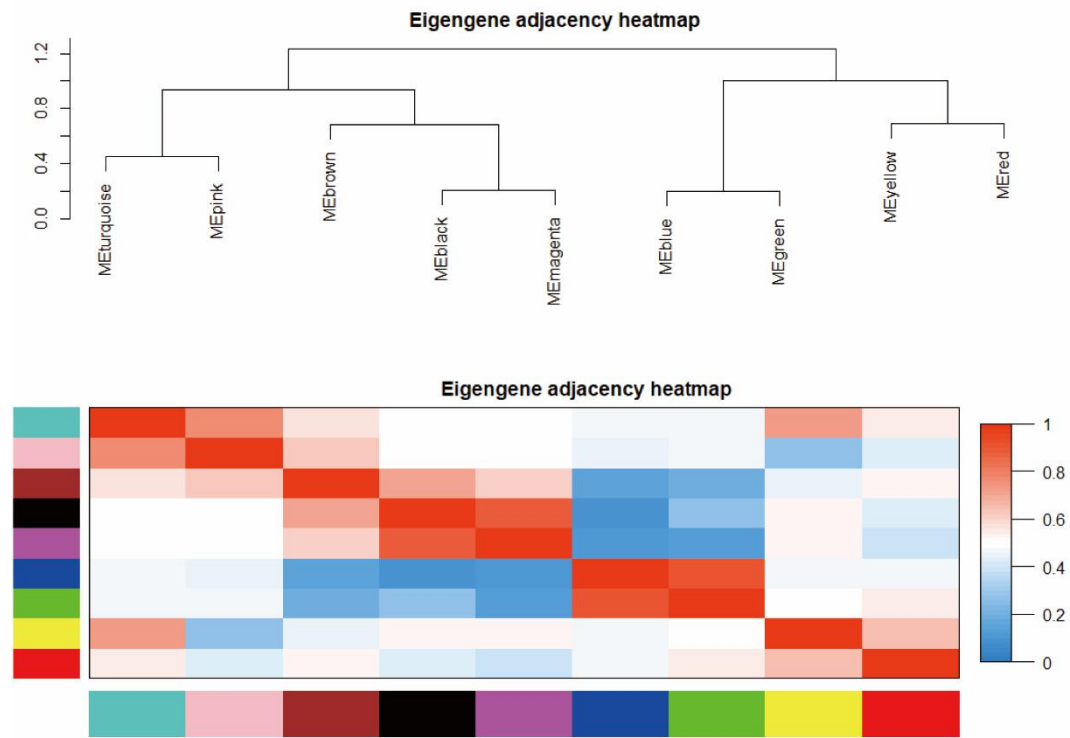 Eigengene adjacency heatmap
1.2
0.8
0.4
0.0
MEturquoise
MEpink
MEbrown
MEblack
MEmagenta
MEblue
MEgreen
MEyellow
MEred
Eigengene adjacency heatmap
1
0.8
0.6
0.4
0.2
0